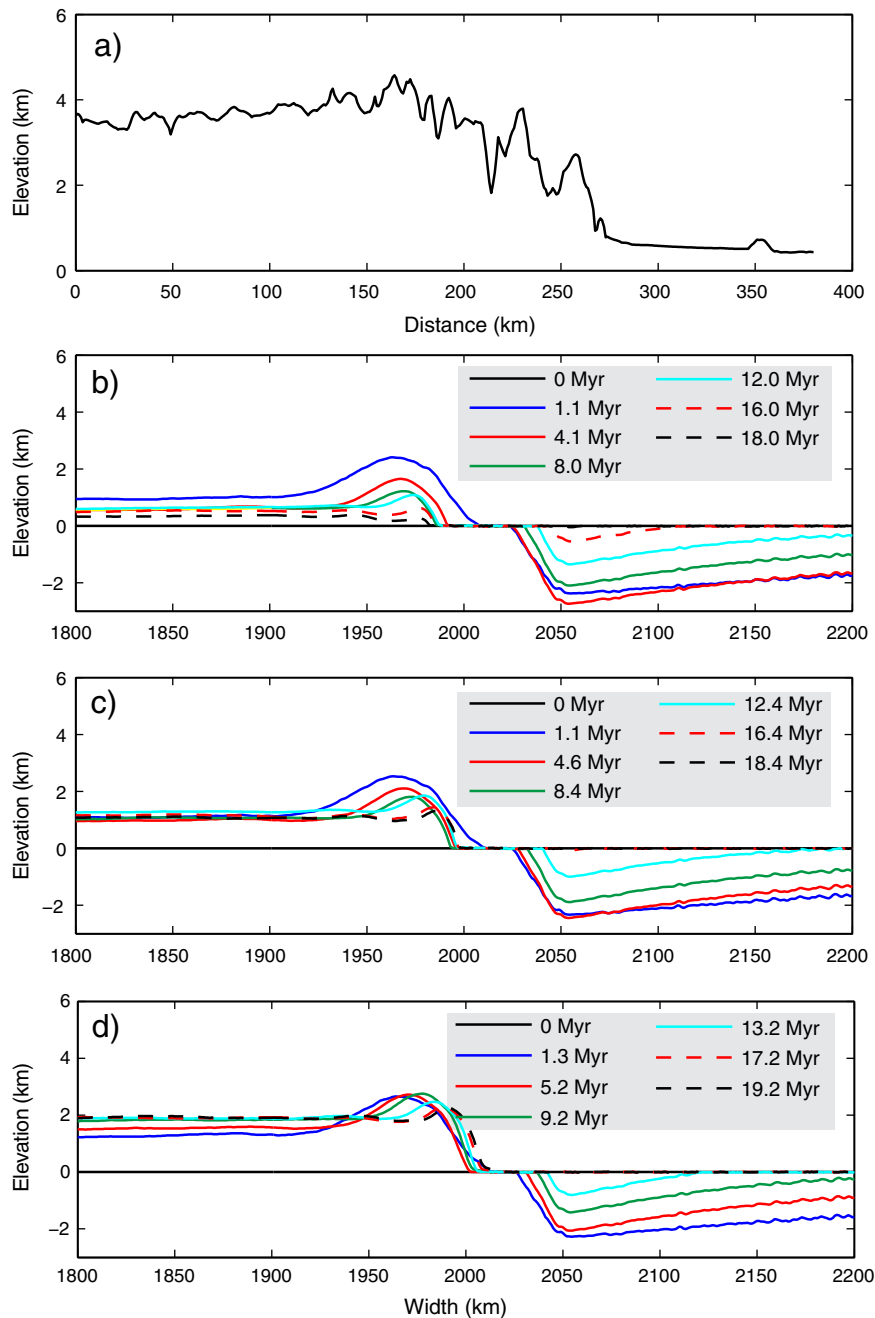 a)
Elevation (km)
6
4
2
0
0 50 100 150 200 250 300 350 400
Distance (km)
b)
Elevation (km)
6
4
2
0
−2
0 Myr
1.1 Myr
4.1 Myr
8.0 Myr
12.0 Myr
16.0 Myr
18.0 Myr
1800 1850 1900 1950 2000 2050 2100 2150 2200
c)
Elevation (km)
6
4
2
0
−2
0 Myr
1.1 Myr
4.6 Myr
8.4 Myr
12.4 Myr
16.4 Myr
18.4 Myr
1800 1850 1900 1950 2000 2050 2100 2150 2200
d)
Elevation (km)
6
4
2
0
−2
0 Myr
1.3 Myr
5.2 Myr
9.2 Myr
13.2 Myr
17.2 Myr
19.2 Myr
1800 1850 1900 1950 2000 2050 2100 2150 2200
Width (km)